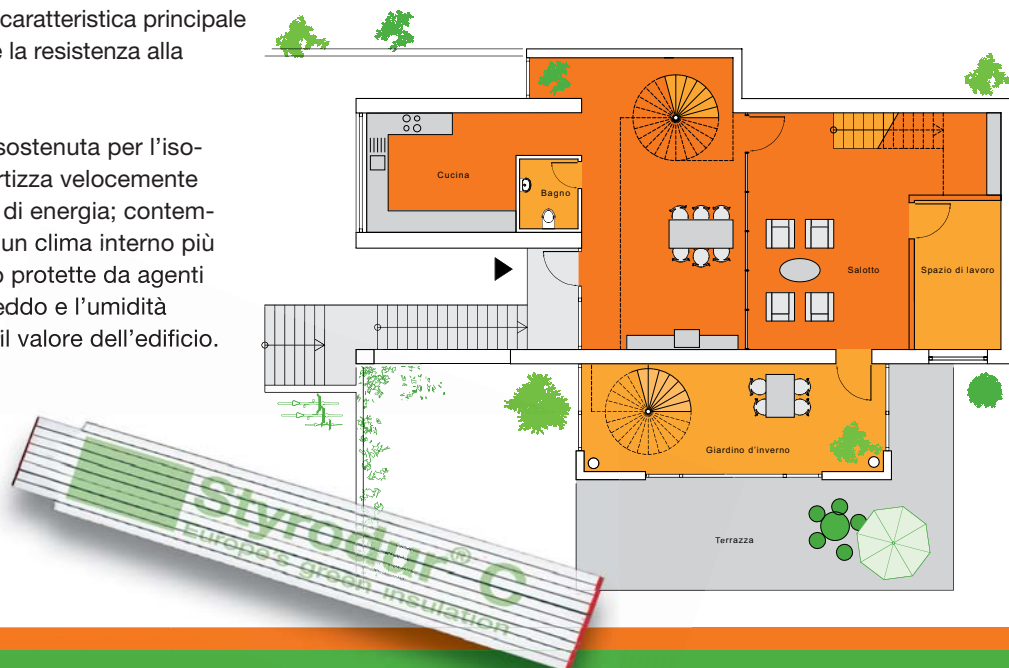 caratteristica principale
e la resistenza alla
sostenuta per l’iso-
rtizza velocemente
di energia; contem-
un clima interno più
o protette da agenti
eddo e l’umidità
il valore dell’edificio.
Cucina
Bagno
Salotto
Spazio di lavoro
Giardino d’inverno
Terrazza
Styrodur® C
Europe’s green insulation